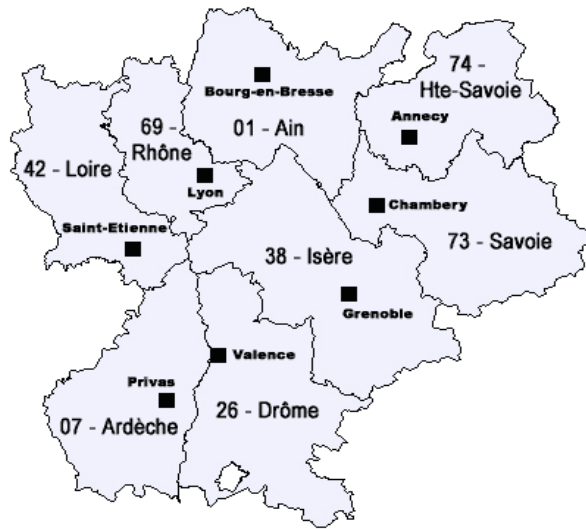 74 -
Hte-Savoie
Bourg-en-Bresse
Annecy
69 -
Rhône
01 - Ain
42 - Loire
Lyon
Chambery
Saint-Etienne
73 - Savoie
38 - Isère
Grenoble
Valence
Privas
26 - Drôme
07 - Ardèche